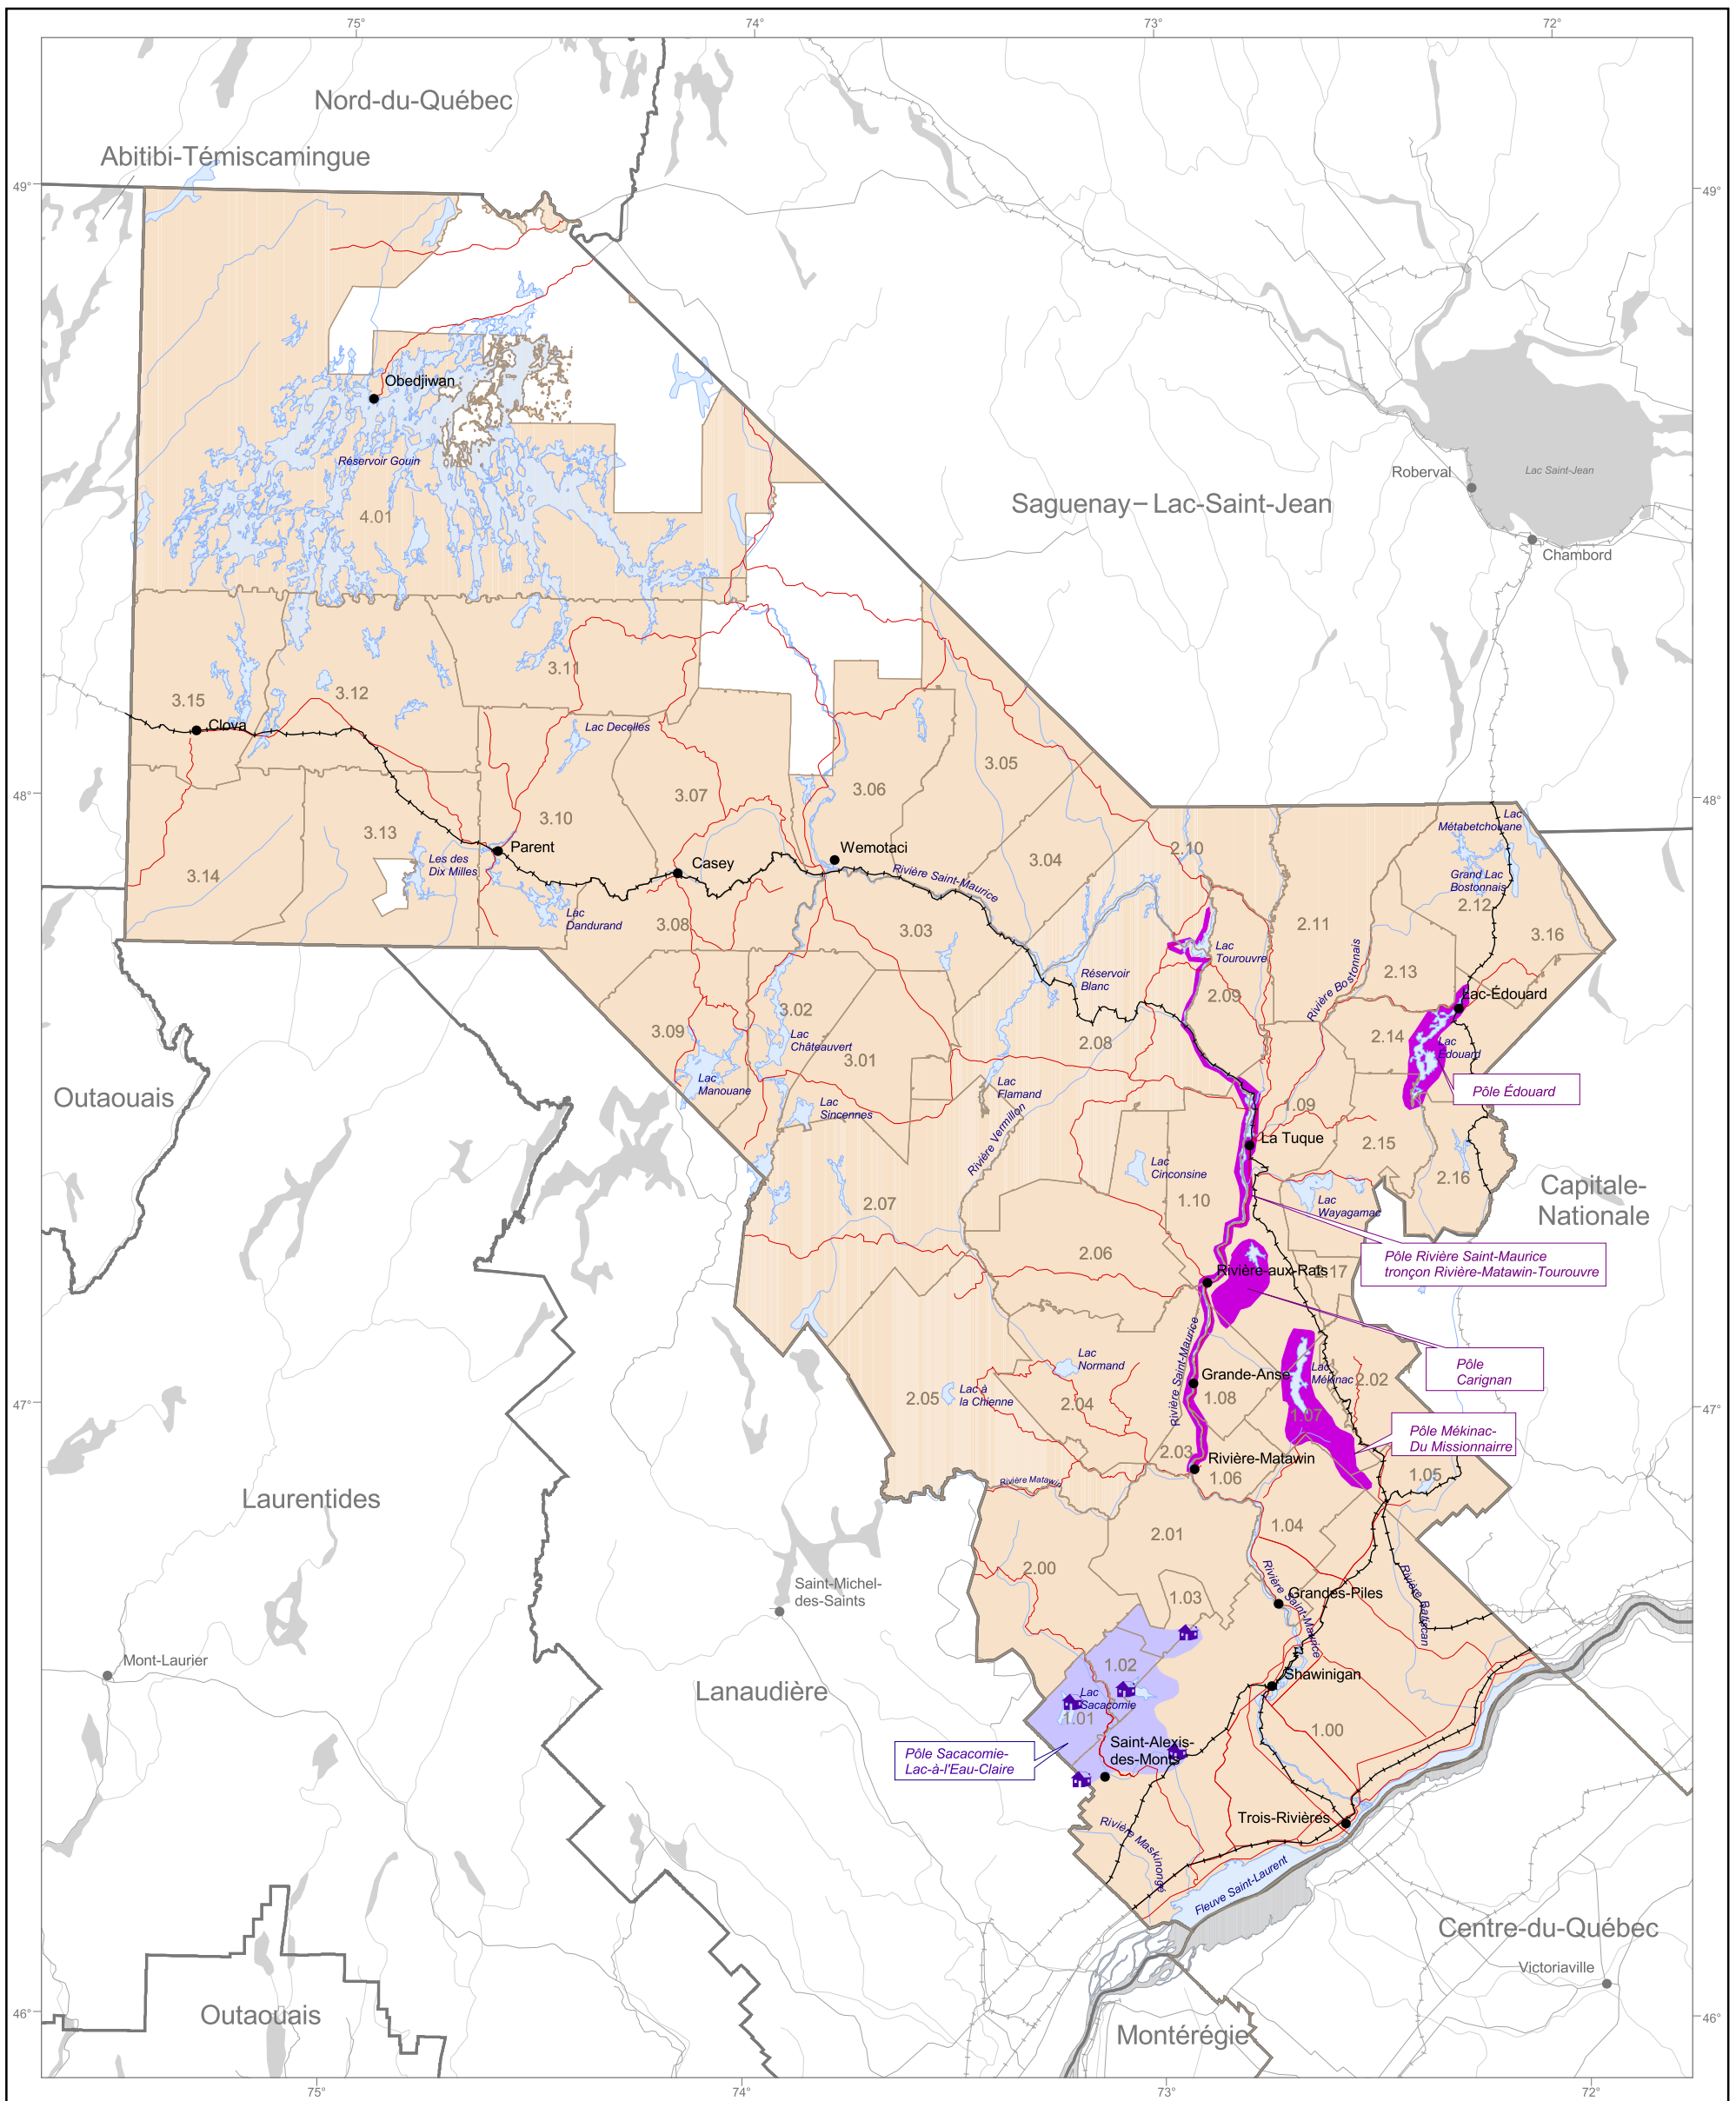 75°
74°
73°
72°
Nord-du-Québec
Abitibi-Témiscamingue
49°
49°
Obedjiwan
Réservoir Gouin
4.01
Saguenay–Lac-Saint-Jean
Roberval
Lac Saint-Jean
Chambord
3.15
3.12
3.11
Clova
Lac Decelles
3.05
48°
48°
3.07
3.06
3.10
3.13
3.14
Parent
Les des
Dix Milles
Casey
Wemotaci
Rivière Saint-Maurice
3.04
2.10
Lac
Métabetchouane
Grand Lac
Bostonnais
2.12
2.11
3.16
Lac
Dandurand
3.08
3.03
Lac
Tourouvre
Réservoir
Blanc
2.13
2.09
Rivière Bostonnais
Lac-Édouard
3.02
3.09
Lac
Châteauvert
3.01
2.08
2.14
Lac
Édouard
Lac
Manouane
Lac
Sincennes
Lac
Flamand
Pôle Édouard
Outaouais
Rivière Vermillon
1.09
La Tuque
2.15
Lac
Cinconsine
2.16
Capitale-
Nationale
2.07
1.10
Lac
Wayagamac
2.06
Pôle Rivière Saint-Maurice
tronçon Rivière-Matawin-Tourouvre
Rivière-aux-Rats
2.17
Lac
Normand
Rivière Saint-Maurice
Pôle
Carignan
Grande-Anse
Lac
Mékinac
2.02
2.05
Lac à
la Chienne
2.04
1.08
47°
47°
1.07
Pôle Mékinac-
Du Missionnairre
2.03
Rivière-Matawin
1.06
1.05
Rivière Matawin
Laurentides
2.01
1.04
2.00
Rivière Batiscan
Saint-Michel-
des-Saints
1.03
Rivière Saint-Maurice
Grandes-Piles
Mont-Laurier
1.02
Shawinigan
Lanaudière
Lac
Sacacomie
1.01
1.00
Saint-Alexis-
des-Monts
Pôle Sacacomie-
Lac-à-l'Eau-Claire
Trois-Rivières
Rivière Maskinongé
Fleuve Saint-Laurent
Centre-du-Québec
Victoriaville
46°
46°
Outaouais
Montérégie
75°
74°
73°
72°